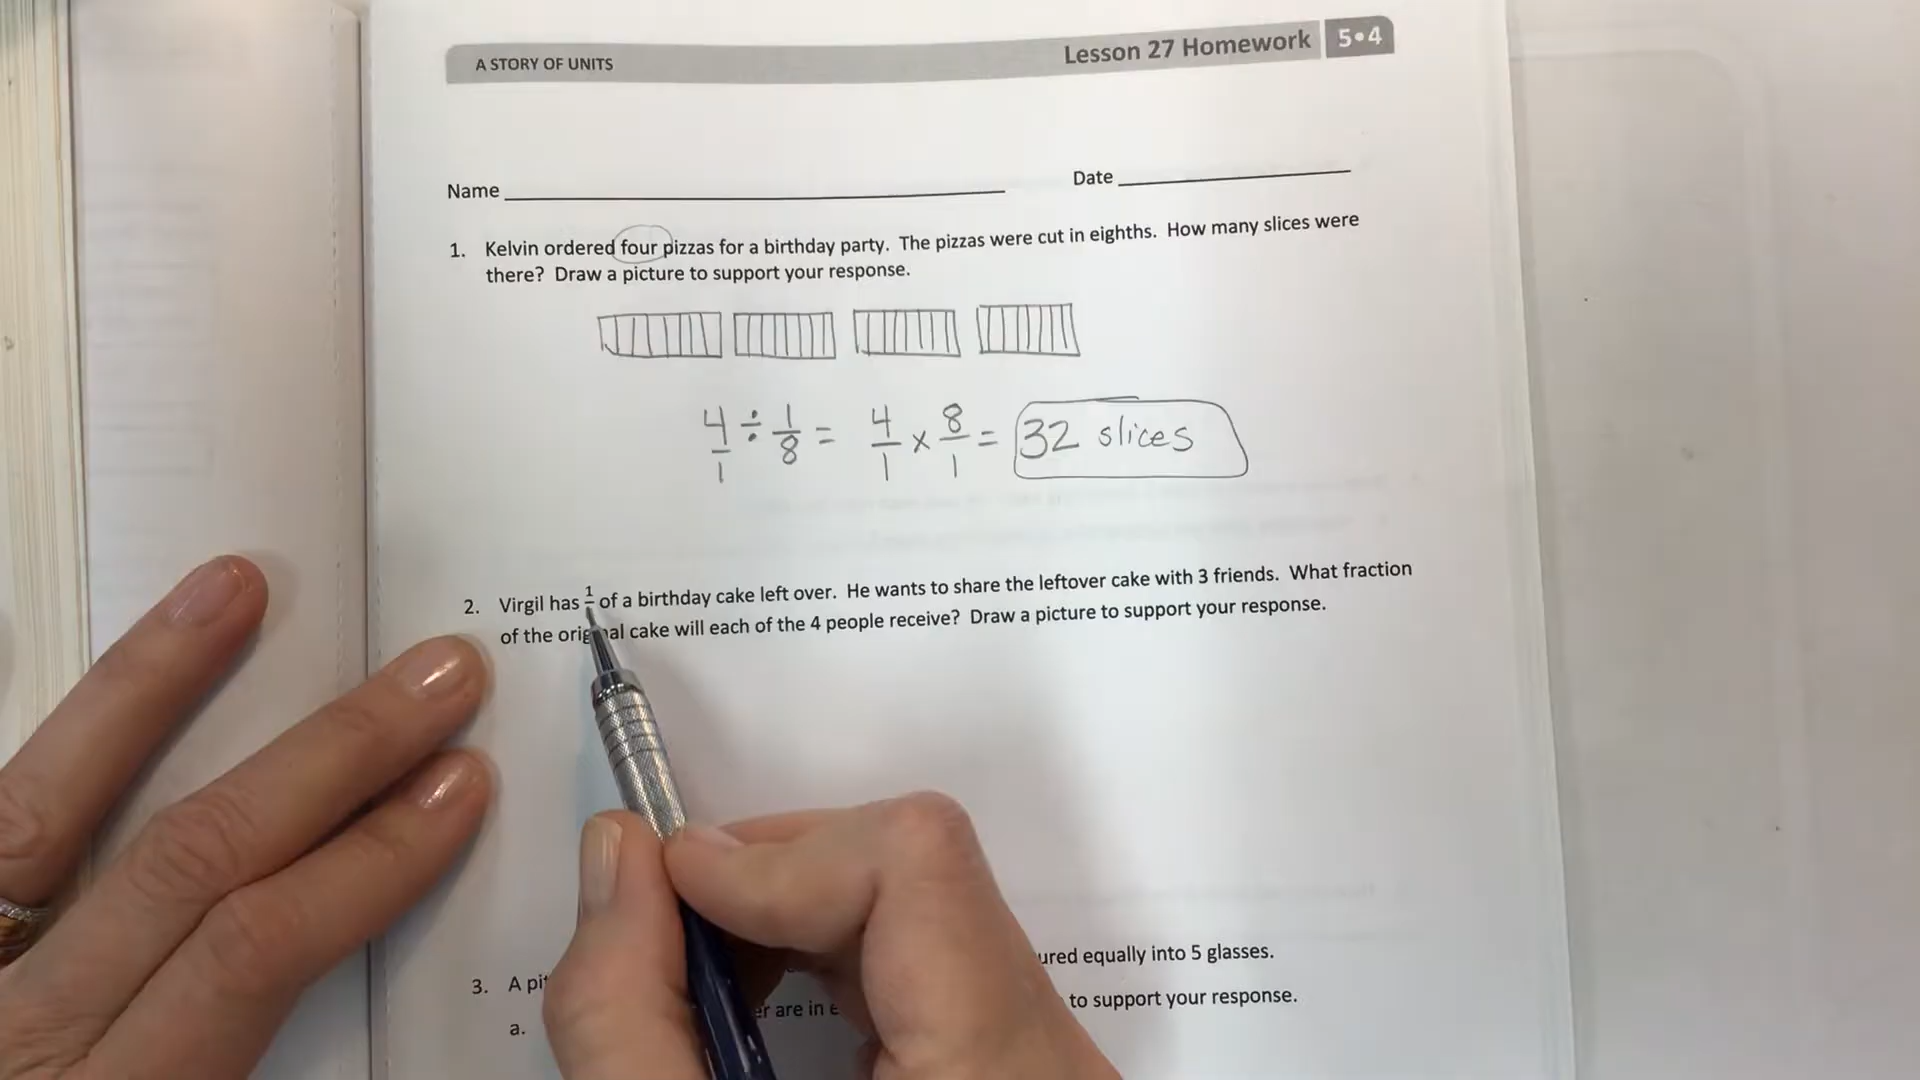 A STORY OF UNITS
Lesson 27 Homework 5•4
Name
Date
1. Kelvin ordered four pizzas for a birthday party. The pizzas were cut in eighths. How many slices were
there? Draw a picture to support your response.
4/1 ÷ 1/8 = 4/1 x 8/1 = 32 slices
2. Virgil has 1/ of a birthday cake left over. He wants to share the leftover cake with 3 friends. What fraction
of the original cake will each of the 4 people receive? Draw a picture to support your response.
3. A pit ured equally into 5 glasses.
a. er are in to support your response.